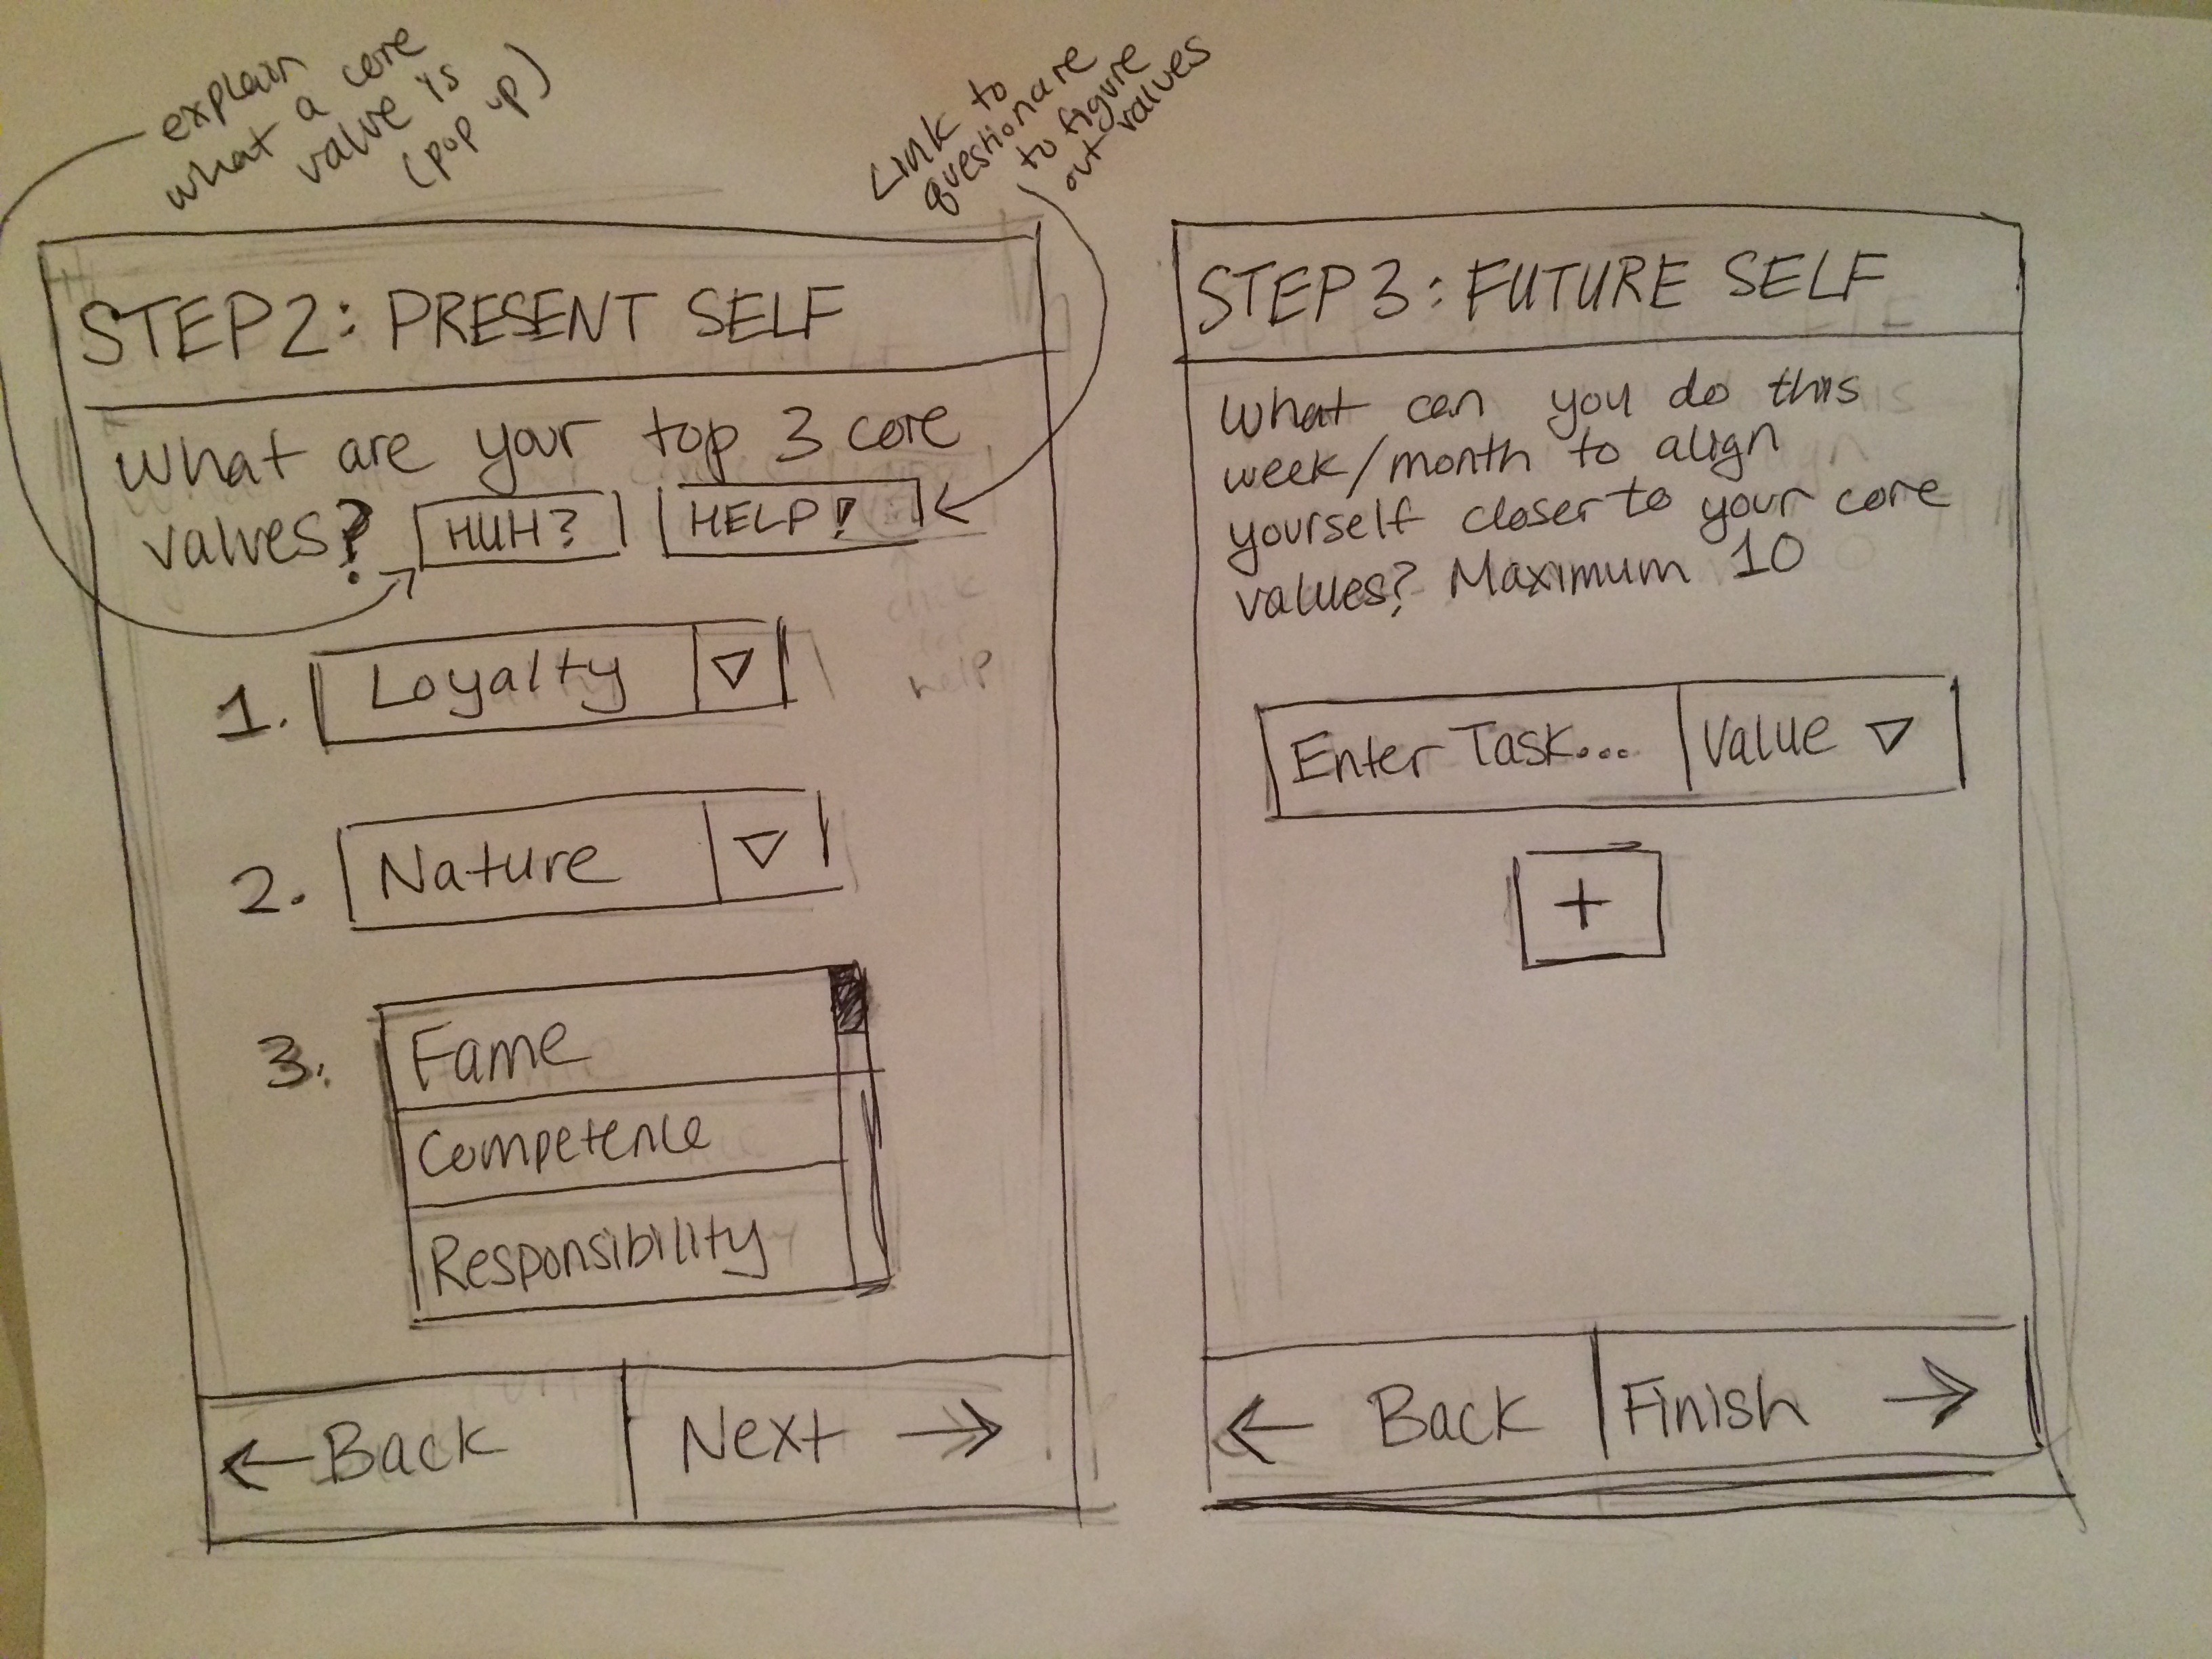 explain
what a core
value is
(pop up)
Link to
questionare
to figure
out values
STEP 2: PRESENT SELF
What are your top 3 core
values? HUH? HELP!
help
1. Loyalty
2. Nature
3. Fame
Competence
Responsibility
← Back Next →
STEP 3: FUTURE SELF
What can you do this
week/month to align
yourself closer to your core
values? Maximum 10
Enter Task... Value
+
← Back Finish →